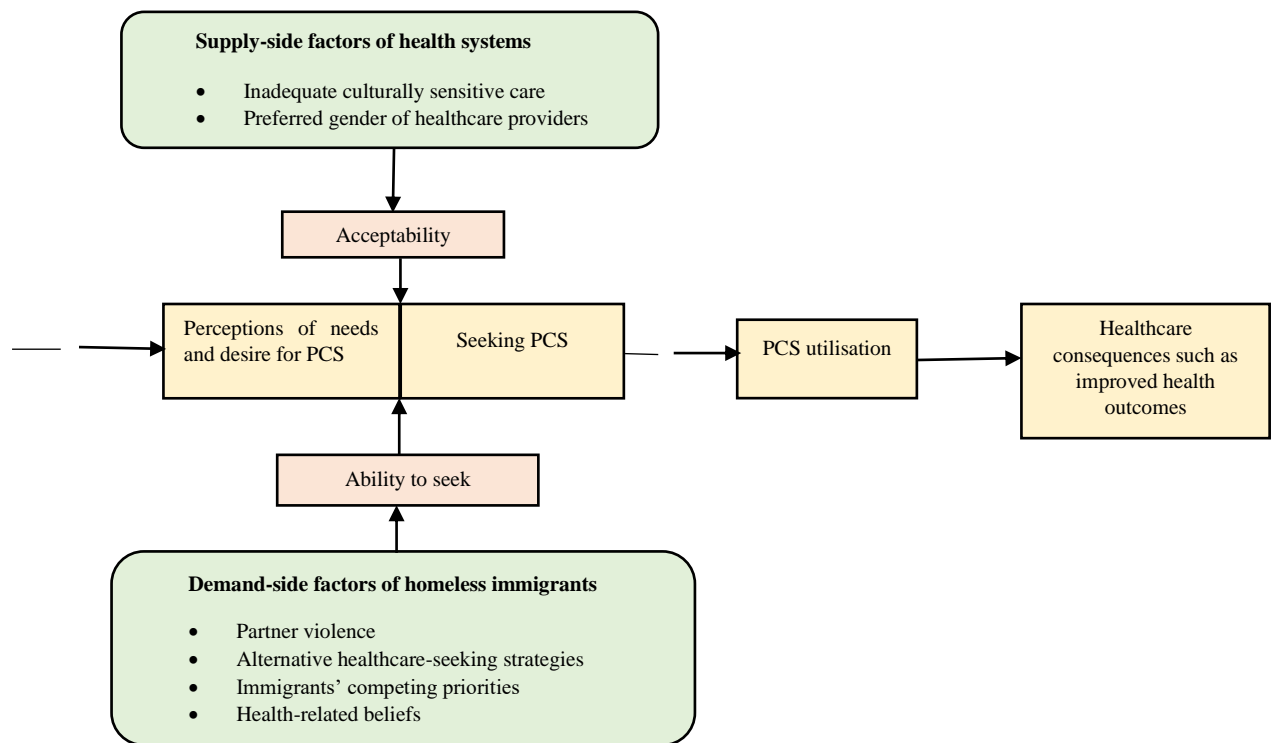 Supply-side factors of health systems
• Inadequate culturally sensitive care
• Preferred gender of healthcare providers
Acceptability
Perceptions of needs
and desire for PCS
Seeking PCS
PCS utilisation
Healthcare
consequences such as
improved health
outcomes
Ability to seek
Demand-side factors of homeless immigrants
• Partner violence
• Alternative healthcare-seeking strategies
• Immigrants’ competing priorities
• Health-related beliefs